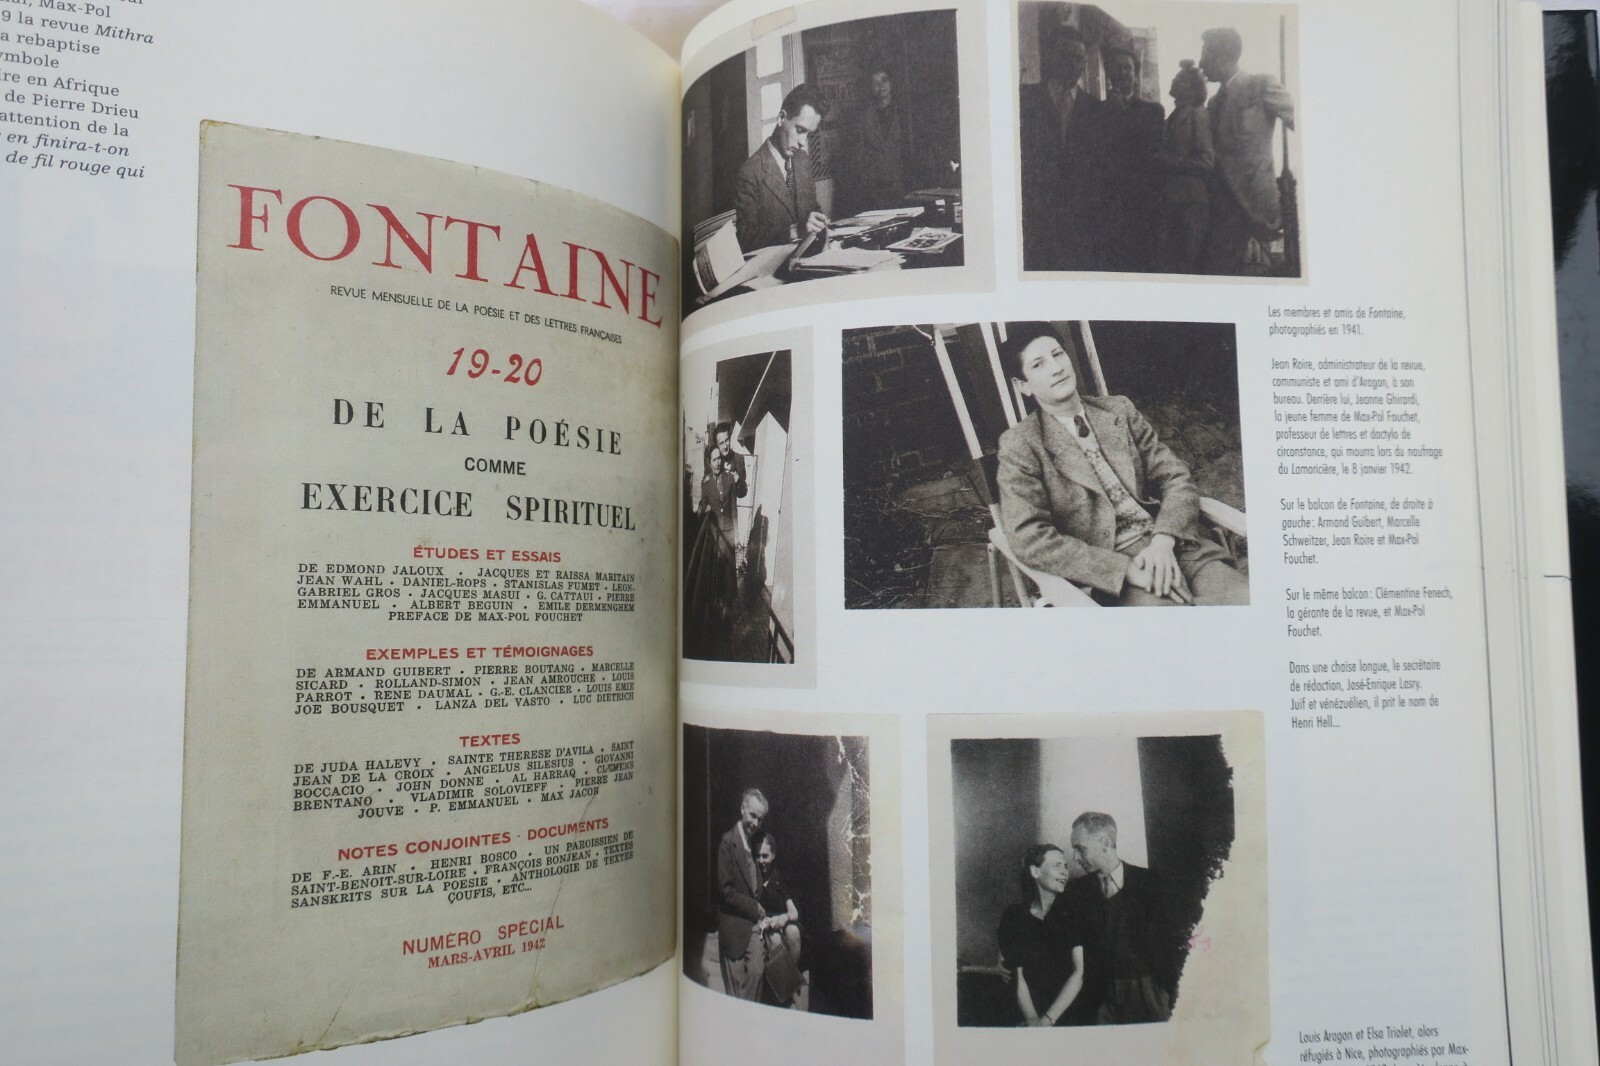 Max-Pol
9 la revue Mithra
a rebaptise
ymbole
ire en Afrique
de Pierre Drieu
attention de la
en finira-t-on
de fil rouge qui
FONTAINE
REVUE MENSUELLE DE LA POÉSIE ET DES LETTRES FRANÇAISES
19-20
DE LA POÉSIE
COMME
EXERCICE SPIRITUEL
ÉTUDES ET ESSAIS
DE EDMOND JALOUX • JACQUES ET RAISSA MARITAIN
JEAN WAHL • DANIEL-ROPS • STANISLAS FUMET • LEON-
GABRIEL GROS • JACQUES MASUI • G. CATTAUI • PIERRE
EMMANUEL • ALBERT BEGUIN • EMILE DERMENGHEM
PREFACE DE MAX-POL FOUCHET
EXEMPLES ET TÉMOIGNAGES
DE ARMAND GUIBERT • PIERRE BOUTANG • MARCELLE
SICARD • ROLLAND-SIMON • JEAN AMROUCHE • LOUIS
PARROT • RENE DAUMAL • G.-E. CLANCIER • LOUIS EMIE
JOE BOUSQUET • LANZA DEL VASTO • LUC DIETRICH
TEXTES
DE JUDA HALEVY • SAINTE THERESE D'AVILA • SAINT
JEAN DE LA CROIX • ANGELUS SILESIUS • GIOVANNI
BOCCACIO • JOHN DONNE • AL HARRAQ • CLEMENS
BRENTANO • VLADIMIR SOLOVIEFF • PIERRE JEAN
JOUVE • P. EMMANUEL • MAX JACOB
NOTES CONJOINTES - DOCUMENTS
DE F.-E. ARIN • HENRI BOSCO • UN PAROISSIEN DE
SAINT-BENOIT-SUR-LOIRE • FRANÇOIS BONJEAN • TEXTES
SANSKRITS SUR LA POESIE • ANTHOLOGIE DE TEXTES
ÇOUFIS, ETC...
NUMÉRO SPÉCIAL
MARS-AVRIL 1942
Les membres et amis de Fontaine,
photographiés en 1941.
Jean Roire, administrateur de la revue,
communiste et ami d'Aragon, à son
bureau. Derrière lui, Jeanne Ghirardi,
la jeune femme de Max-Pol Fouchet,
professeur de lettres et dactylo de
circonstance, qui mourra lors du naufrage
du Lamoricière, le 8 janvier 1942.
Sur le balcon de Fontaine, de droite à
gauche : Armand Guibert, Marcelle
Schweitzer, Jean Roire et Max-Pol
Fouchet.
Sur le même balcon : Clémentine Fenech,
la gérante de la revue, et Max-Pol
Fouchet.
Dans une chaise longue, le secrétaire
de rédaction, José-Enrique Lasry.
Juif et vénézuélien, il prit le nom de
Henri Hell...
Louis Aragon et Elsa Triolet, alors
réfugiés à Nice, photographiés par Max-